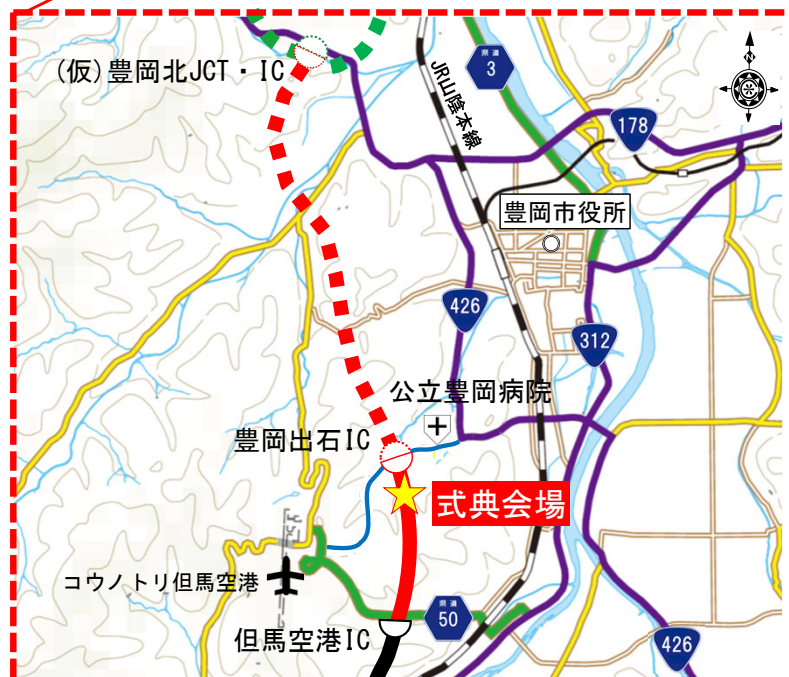 県道
3
(仮)豊岡北JCT・IC
JR山陰本線
N
178
豊岡市役所
426
312
公立豊岡病院
豊岡出石IC
式典会場
コウノトリ但馬空港
県道
50
但馬空港IC
426